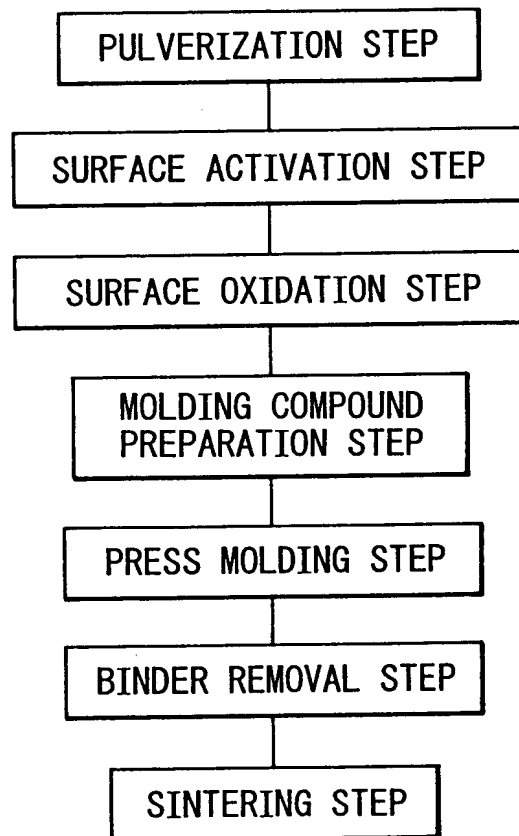 PULVERIZATION STEP
SURFACE ACTIVATION STEP
SURFACE OXIDATION STEP
MOLDING COMPOUND
PREPARATION STEP
PRESS MOLDING STEP
BINDER REMOVAL STEP
SINTERING STEP